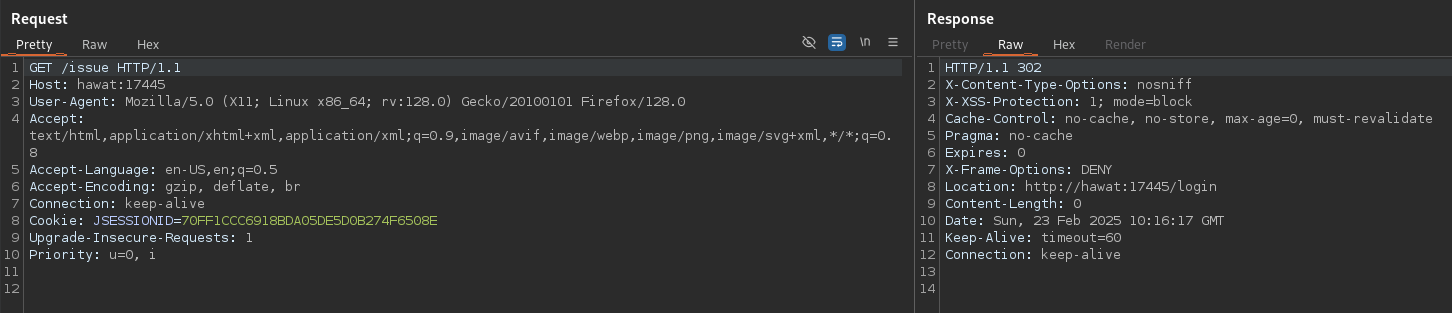 Request
Pretty Raw Hex
\n
1 GET /issue HTTP/1.1
2 Host: hawat:17445
3 User-Agent: Mozilla/5.0 (X11; Linux x86_64; rv:128.0) Gecko/20100101 Firefox/128.0
4 Accept:
text/html,application/xhtml+xml,application/xml;q=0.9,image/avif,image/webp,image/png,image/svg+xml,*/*;q=0.
8
5 Accept-Language: en-US,en;q=0.5
6 Accept-Encoding: gzip, deflate, br
7 Connection: keep-alive
8 Cookie: JSESSIONID=70FF1CCC6918BDA05DE5D0B274F6508E
9 Upgrade-Insecure-Requests: 1
10 Priority: u=0, i
11
12
Response
Pretty Raw Hex Render
1 HTTP/1.1 302
2 X-Content-Type-Options: nosniff
3 X-XSS-Protection: 1; mode=block
4 Cache-Control: no-cache, no-store, max-age=0, must-revalidate
5 Pragma: no-cache
6 Expires: 0
7 X-Frame-Options: DENY
8 Location: http://hawat:17445/login
9 Content-Length: 0
10 Date: Sun, 23 Feb 2025 10:16:17 GMT
11 Keep-Alive: timeout=60
12 Connection: keep-alive
13
14